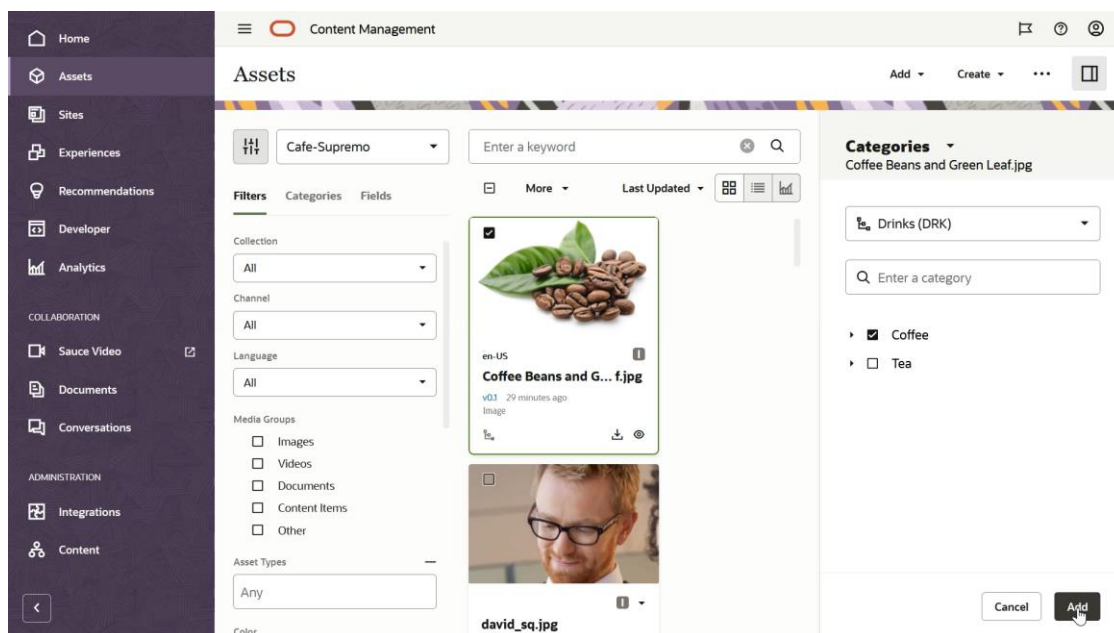 Home
Assets
Sites
Experiences
Recommendations
Developer
Analytics
COLLABORATION
Sauce Video
Documents
Conversations
ADMINISTRATION
Integrations
Content
Content Management
Assets
Add
Create
Cafe-Supremo
Filters Categories Fields
Collection
All
Channel
All
Language
All
Media Groups
Images
Videos
Documents
Content Items
Other
Asset Types
Any
Color
Enter a keyword
More
Last Updated
en-US
I
Coffee Beans and G... f.jpg
v0.1 29 minutes ago
Image
I
david_sq.jpg
Categories
Coffee Beans and Green Leaf.jpg
Drinks (DRK)
Enter a category
Coffee
Tea
Cancel
Add